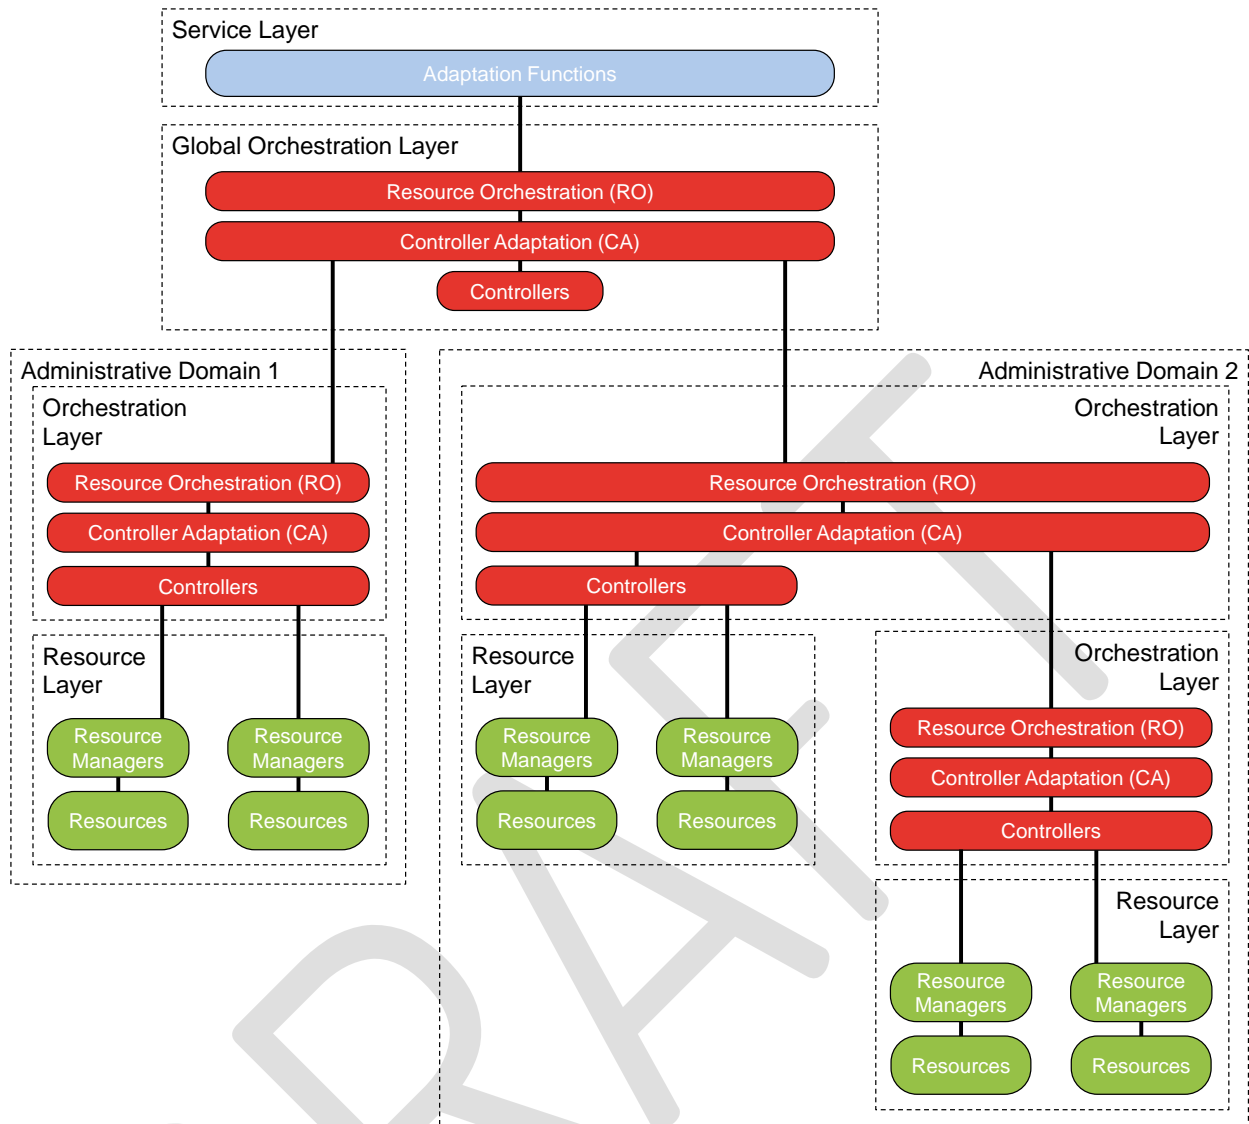 Service Layer
Adaptation Functions
Global Orchestration Layer
Resource Orchestration (RO)
Controller Adaptation (CA)
Controllers
Administrative Domain 1
Orchestration
Layer
Resource Orchestration (RO)
Controller Adaptation (CA)
Controllers
Resource
Layer
Resource
Managers
Resource
Managers
Resources
Resources
Administrative Domain 2
Orchestration
Layer
Resource Orchestration (RO)
Controller Adaptation (CA)
Controllers
Resource
Layer
Resource
Managers
Resource
Managers
Resources
Resources
Orchestration
Layer
Resource Orchestration (RO)
Controller Adaptation (CA)
Controllers
Resource
Layer
Resource
Managers
Resource
Managers
Resources
Resources